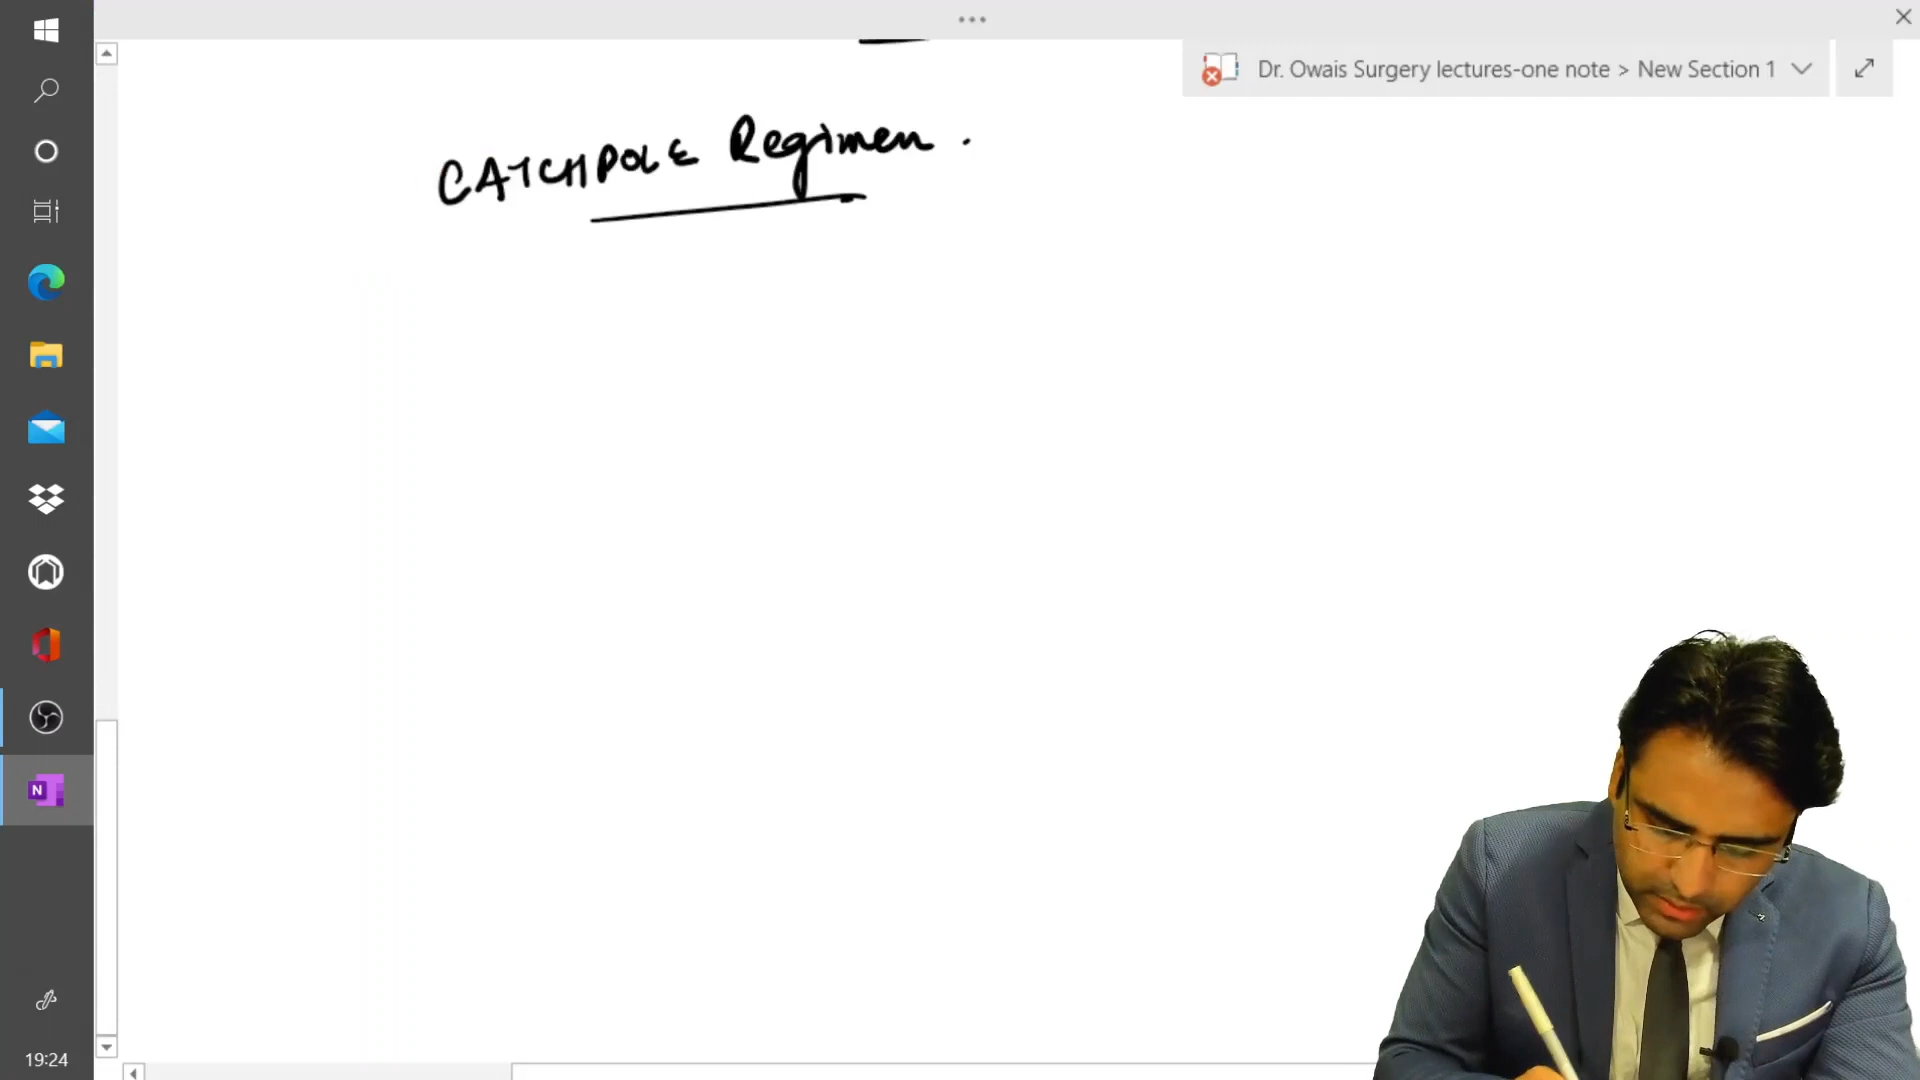 Dr. Owais Surgery lectures-one note > New Section 1
CATCHPOLE Regimen.
19:24